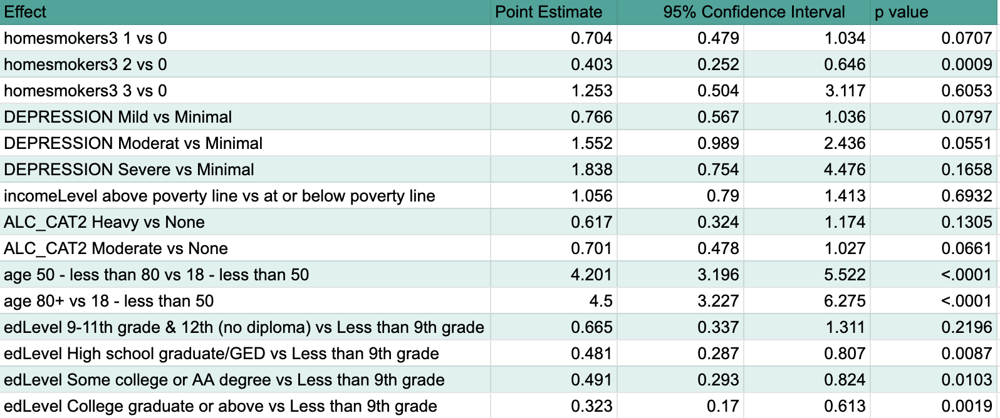 Effect Point Estimate 95% Confidence Interval p value
homesmokers3 1 vs 0 0.704 0.479 1.034 0.0707
homesmokers3 2 vs 0 0.403 0.252 0.646 0.0009
homesmokers3 3 vs 0 1.253 0.504 3.117 0.6053
DEPRESSION Mild vs Minimal 0.766 0.567 1.036 0.0797
DEPRESSION Moderat vs Minimal 1.552 0.989 2.436 0.0551
DEPRESSION Severe vs Minimal 1.838 0.754 4.476 0.1658
incomeLevel above poverty line vs at or below poverty line 1.056 0.79 1.413 0.6932
ALC_CAT2 Heavy vs None 0.617 0.324 1.174 0.1305
ALC_CAT2 Moderate vs None 0.701 0.478 1.027 0.0661
age 50 - less than 80 vs 18 - less than 50 4.201 3.196 5.522 <.0001
age 80+ vs 18 - less than 50 4.5 3.227 6.275 <.0001
edLevel 9-11th grade & 12th (no diploma) vs Less than 9th grade 0.665 0.337 1.311 0.2196
edLevel High school graduate/GED vs Less than 9th grade 0.481 0.287 0.807 0.0087
edLevel Some college or AA degree vs Less than 9th grade 0.491 0.293 0.824 0.0103
edLevel College graduate or above vs Less than 9th grade 0.323 0.17 0.613 0.0019